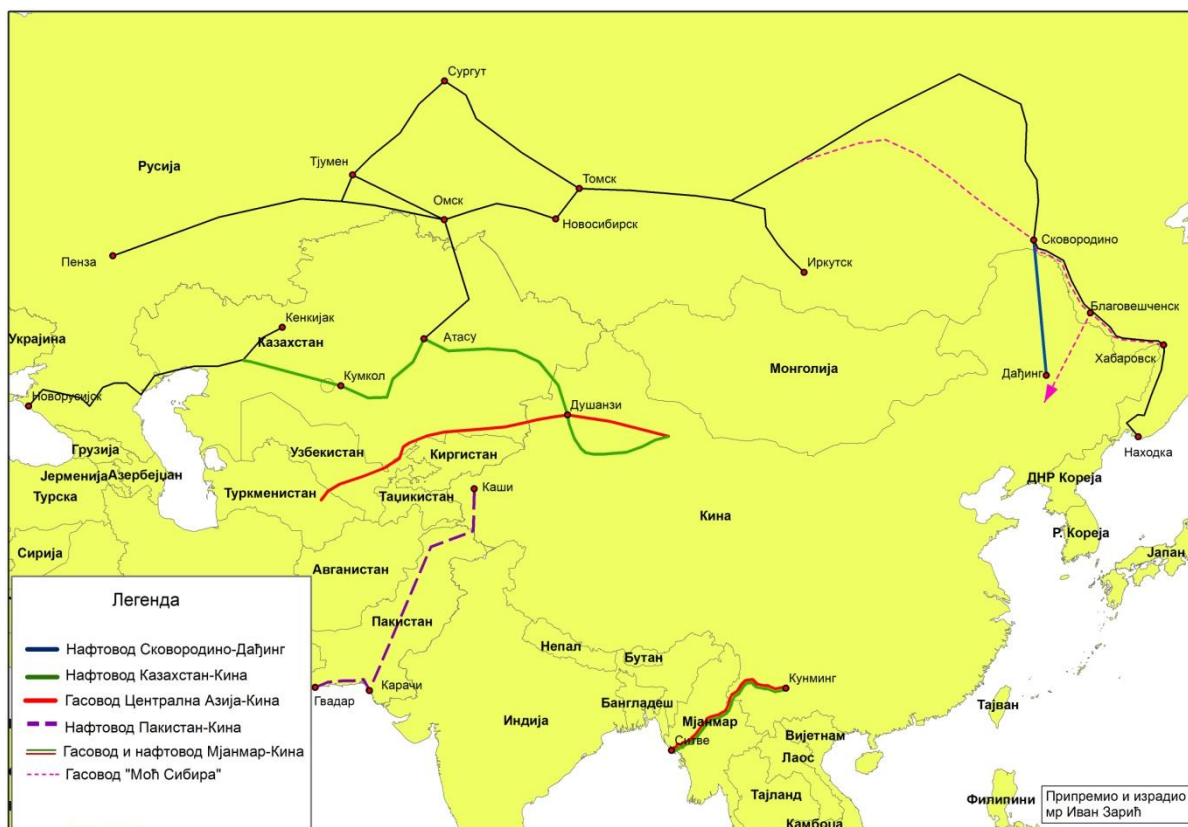 Сургут
Русија
Тјумен
Томск
Омск
Новосибирск
Сковородино
Пенза
Иркутск
Благовешченск
Кенкијак
Украјина
Казахстан
Атасу
Хабаровск
Монголија
Дађинг
Кумкол
Новорусијск
Душанзи
Находка
Грузија
Узбекистан
Киргистан
Јерменија
Азербејџан
Турска
Туркменистан
Таџикистан
Каши
ДНР Кореја
Кина
Р. Кореја
Јапан
Сирија
Авганистан
Пакистан
Непал
Бутан
Гвадар
Карачи
Кунминг
Бангладеш
Тајван
Индија
Мјанмар
Ситве
Вијетнам
Лаос
Тајланд
Филипини
Камбоџа
Легенда
Нафтовод Сковородино-Дађинг
Нафтовод Казахстан-Кина
Гасовод Централна Азија-Кина
Нафтовод Пакистан-Кина
Гасовод и нафтовод Мјанмар-Кина
Гасовод "Моћ Сибира"
Припремио и израдио
мр Иван Зарић